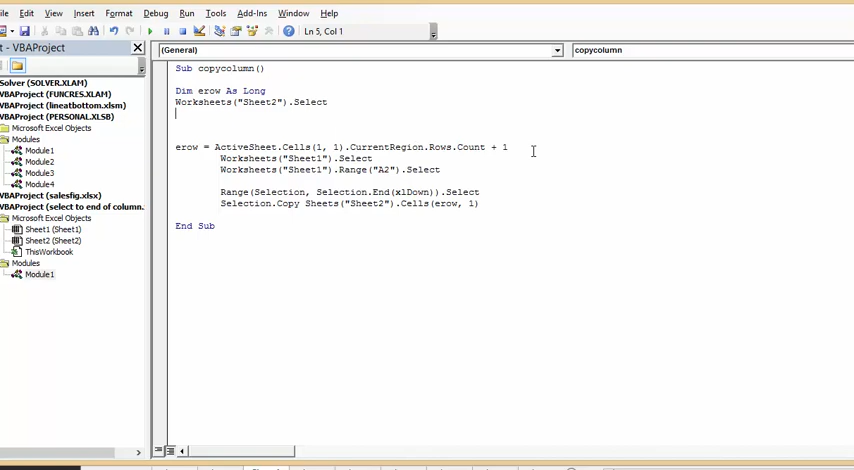 ile Edit View Insert Format Debug Run Tools Add-Ins Window Help
Ln 5, Col 1
t - VBAProject
(General)
copycolumn
Solver (SOLVER.XLAM)
VBAProject (FUNCRES.XLAM)
VBAProject (lineatbottom.xlsm)
VBAProject (PERSONAL.XLSB)
Microsoft Excel Objects
Modules
Module1
Module2
Module3
Module4
VBAProject (salesfig.xlsx)
VBAProject (select to end of column.
Microsoft Excel Objects
Sheet1 (Sheet1)
Sheet2 (Sheet2)
ThisWorkbook
Modules
Module1
Sub copycolumn()
Dim erow As Long
Worksheets("Sheet2").Select
erow = ActiveSheet.Cells(1, 1).CurrentRegion.Rows.Count + 1
Worksheets("Sheet1").Select
Worksheets("Sheet1").Range("A2").Select
Range(Selection, Selection.End(xlDown)).Select
Selection.Copy Sheets("Sheet2").Cells(erow, 1)
End Sub